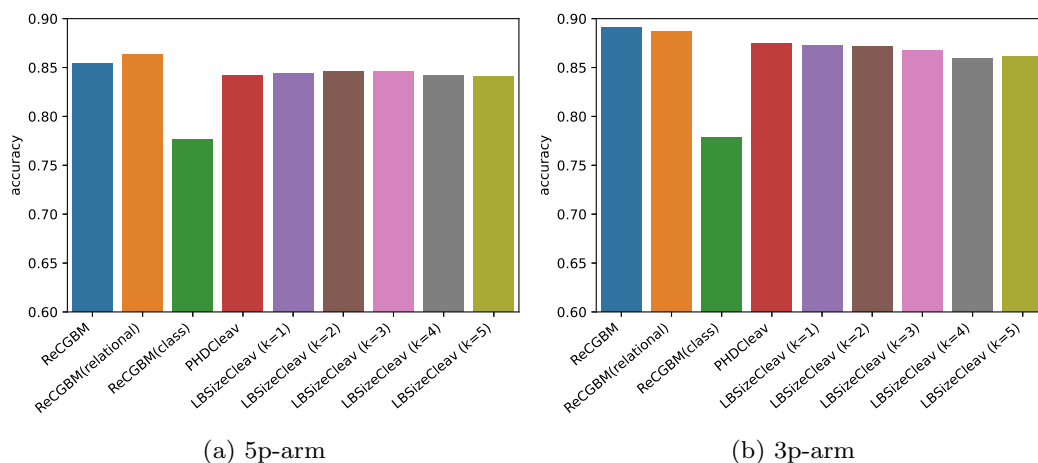 0.90
0.85
0.80
0.75
0.70
0.65
0.60
accuracy
ReCGBM
ReCGBM(relational)
ReCGBM(class)
PHDCleav
LBSizeCleav (k=1)
LBSizeCleav (k=2)
LBSizeCleav (k=3)
LBSizeCleav (k=4)
LBSizeCleav (k=5)
(a) 5p-arm
0.90
0.85
0.80
0.75
0.70
0.65
0.60
accuracy
ReCGBM
ReCGBM(relational)
ReCGBM(class)
PHDCleav
LBSizeCleav (k=1)
LBSizeCleav (k=2)
LBSizeCleav (k=3)
LBSizeCleav (k=4)
LBSizeCleav (k=5)
(b) 3p-arm